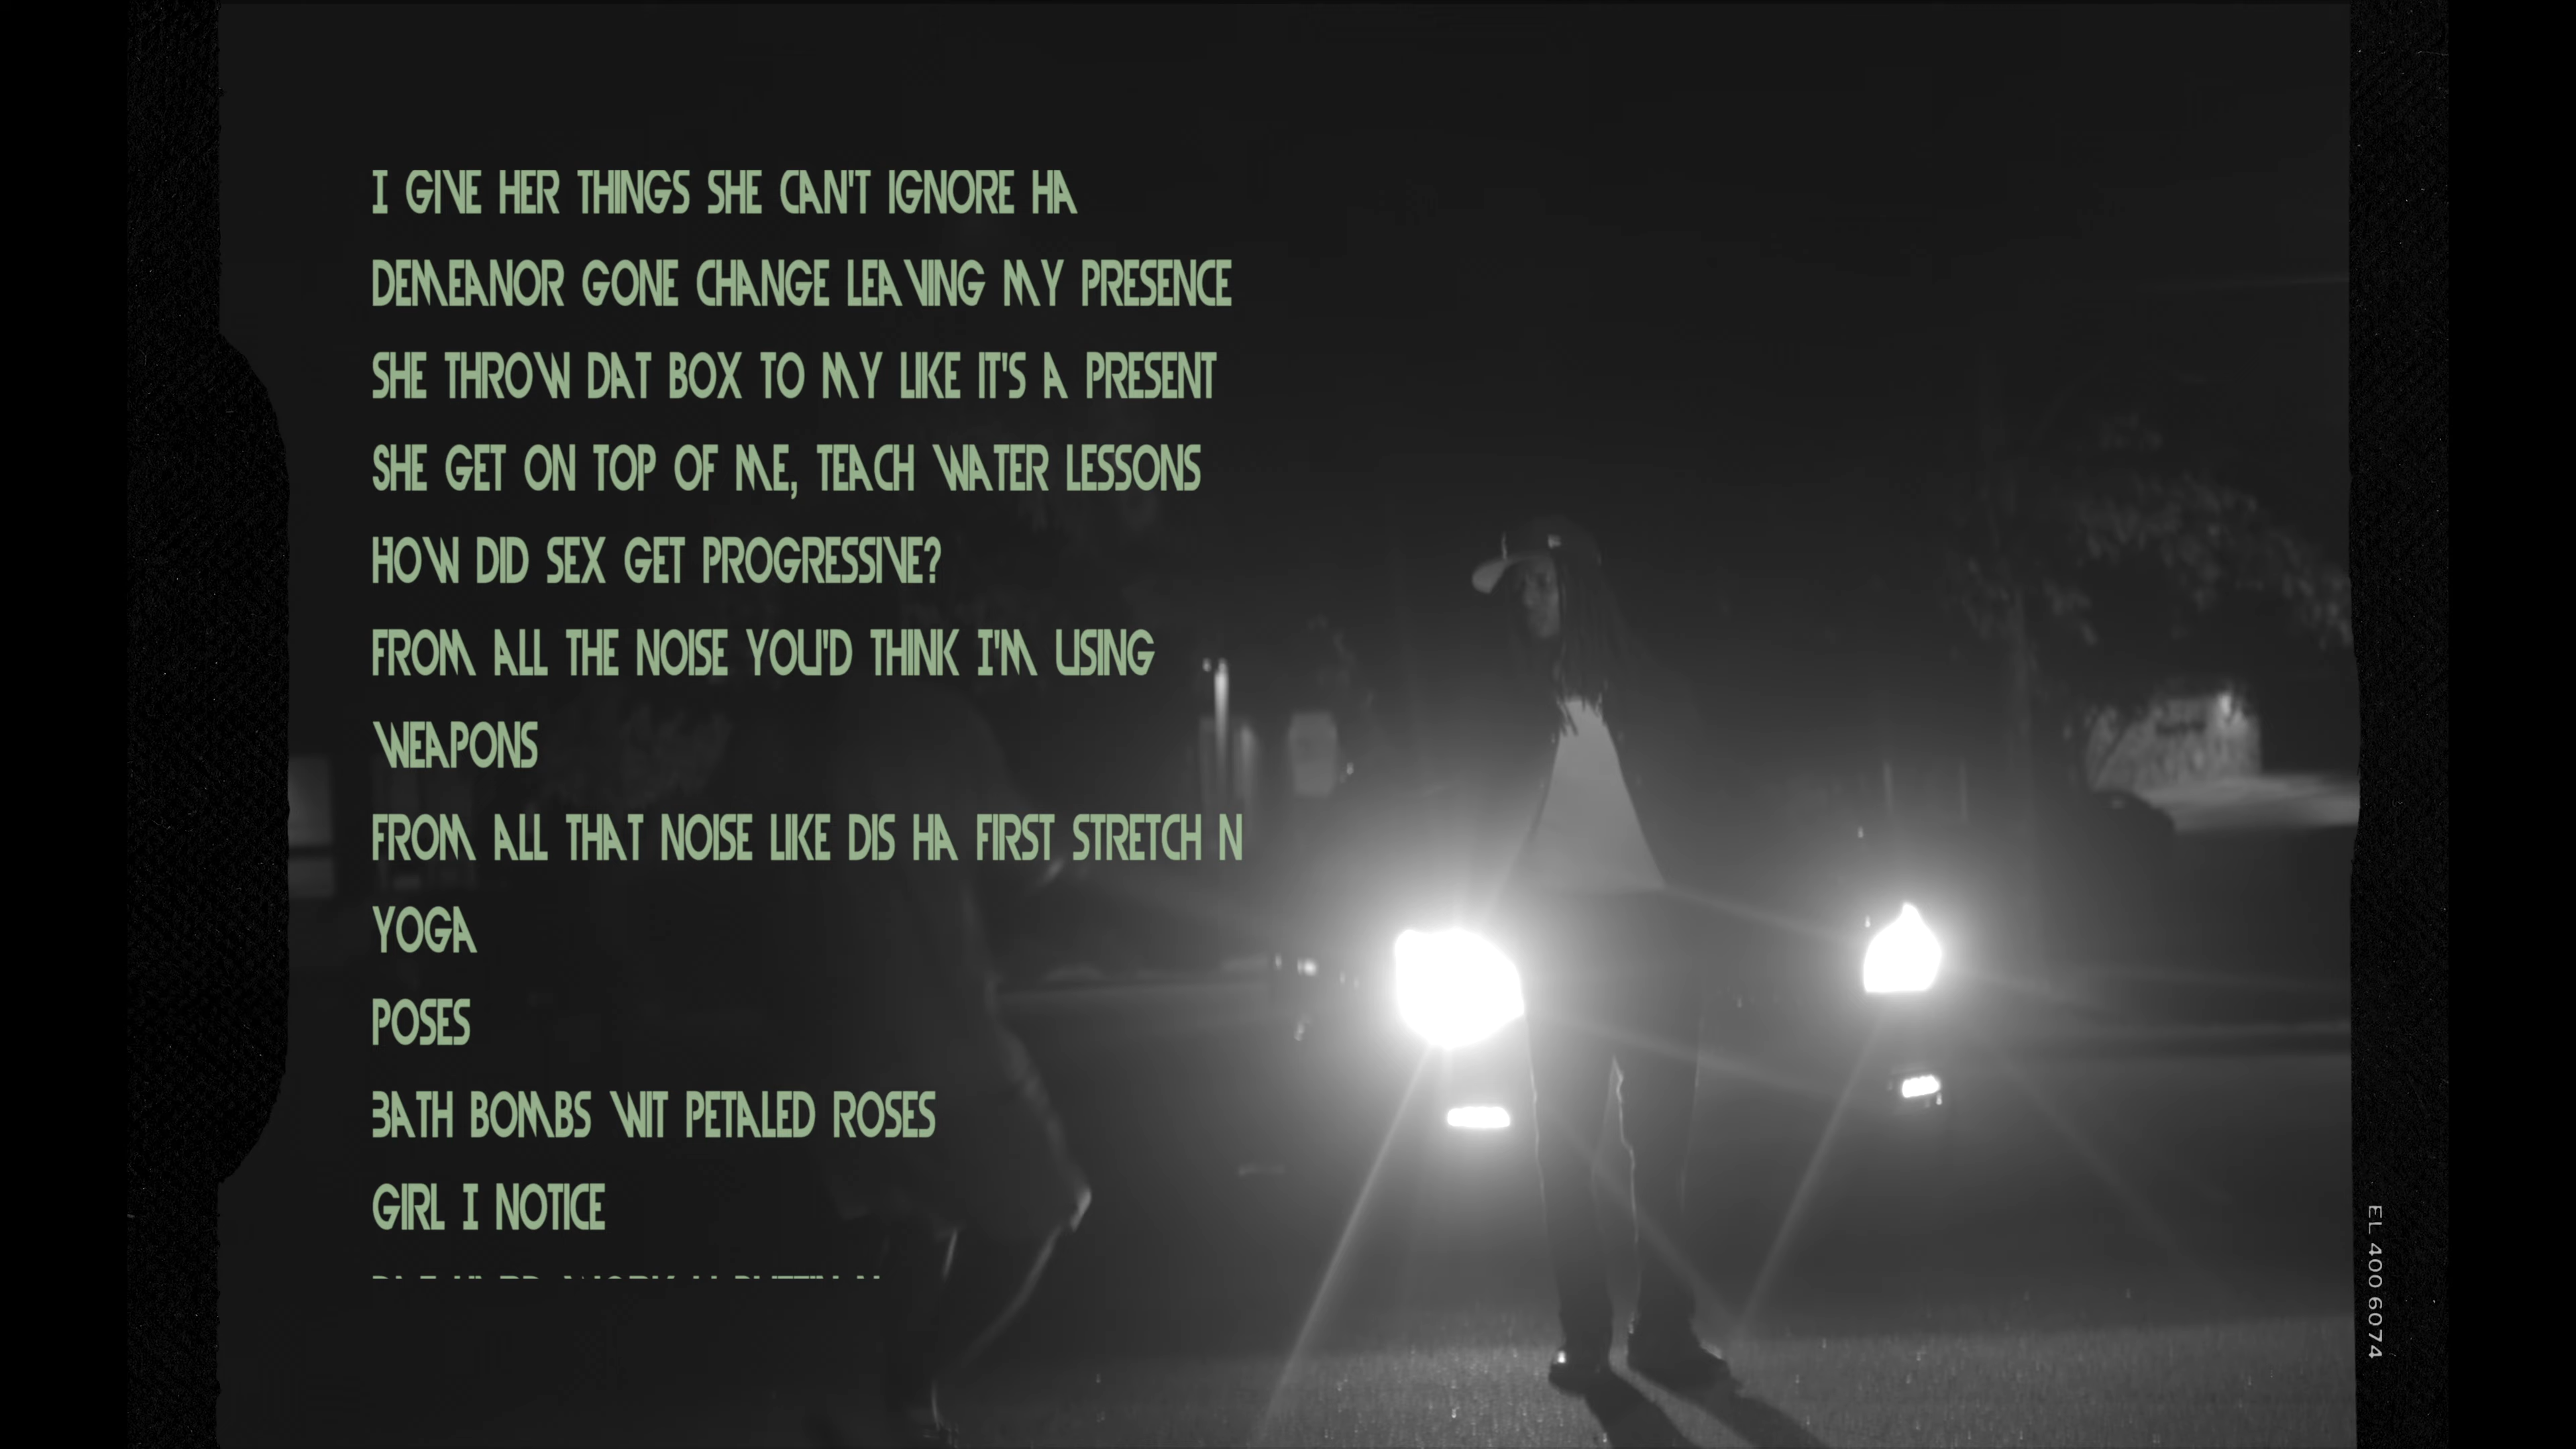 I GIVE HER THINGS SHE CAN'T IGNORE HA
DEMEANOR GONE CHANGE LEAVING MY PRESENCE
SHE THROW DAT BOX TO MY LIKE IT'S A PRESENT
SHE GET ON TOP OF ME, TEACH WATER LESSONS
HOW DID SEX GET PROGRESSIVE?
FROM ALL THE NOISE YOU'D THINK I'M USING
WEAPONS
FROM ALL THAT NOISE LIKE DIS HA FIRST STRETCH N
YOGA
POSES
BATH BOMBS WIT PETALED ROSES
GIRL I NOTICE
EL 400 6074